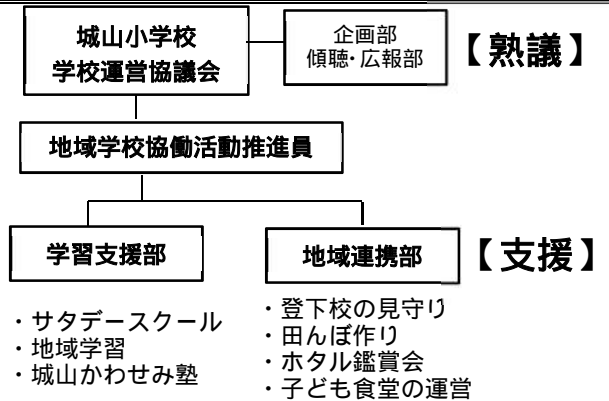 城山小学校
学校運営協議会
企画部
傾聴・広報部
【熟議】
地域学校協働活動推進員
学習支援部
地域連携部
【支援】
・サタデースクール
・地域学習
・城山かわせみ塾
・登下校の見守り
・田んぼ作り
・ホタル鑑賞会
・子ども食堂の運営